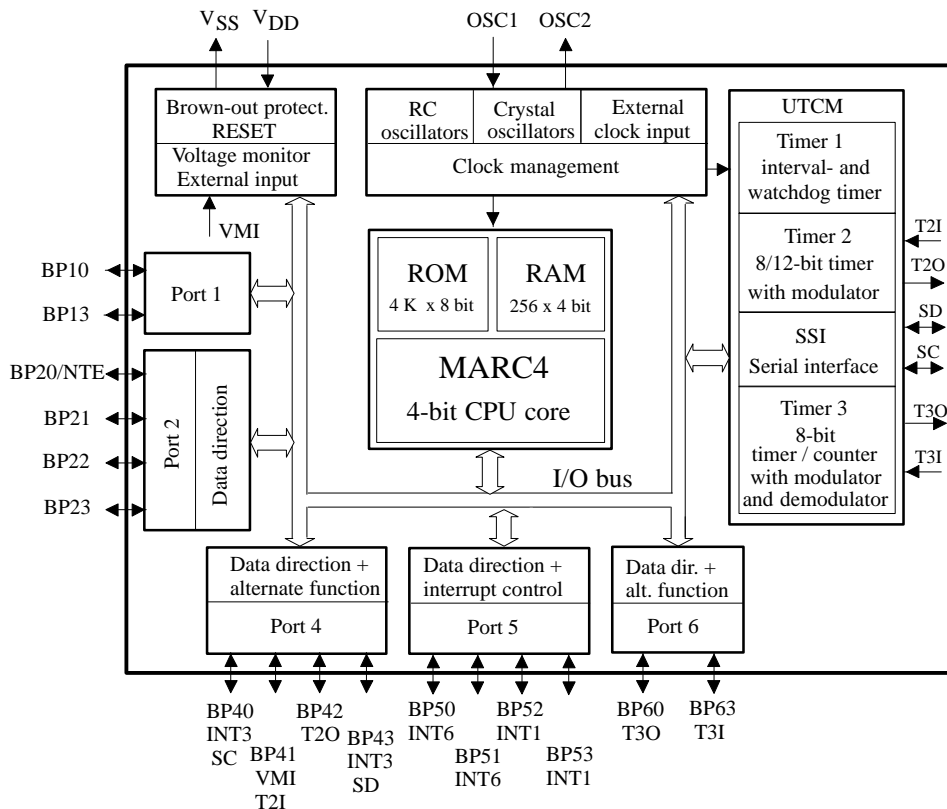 VSS VDD OSC1 OSC2
Brown-out protect.
RESET
Voltage monitor
External input
VMI
RC
oscillators
Crystal
oscillators
External
clock input
Clock management
UTCM
Timer 1
interval- and
watchdog timer
Timer 2
8/12-bit timer
with modulator
SSI
Serial interface
Timer 3
8-bit
timer / counter
with modulator
and demodulator
T2I
T2O
SD
SC
T3O
T3I
ROM
4 K x 8 bit
RAM
256 x 4 bit
MARC4
4-bit CPU core
I/O bus
BP10
BP13
Port 1
BP20/NTE
BP21
BP22
BP23
Port 2
Data direction
Data direction +
alternate function
Port 4
Data direction +
interrupt control
Port 5
Data dir. +
alt. function
Port 6
BP40
INT3
SC
BP41
VMI
T2I
BP42
T2O
BP43
INT3
SD
BP50
INT6
BP51
INT6
BP52
INT1
BP53
INT1
BP60
T3O
BP63
T3I